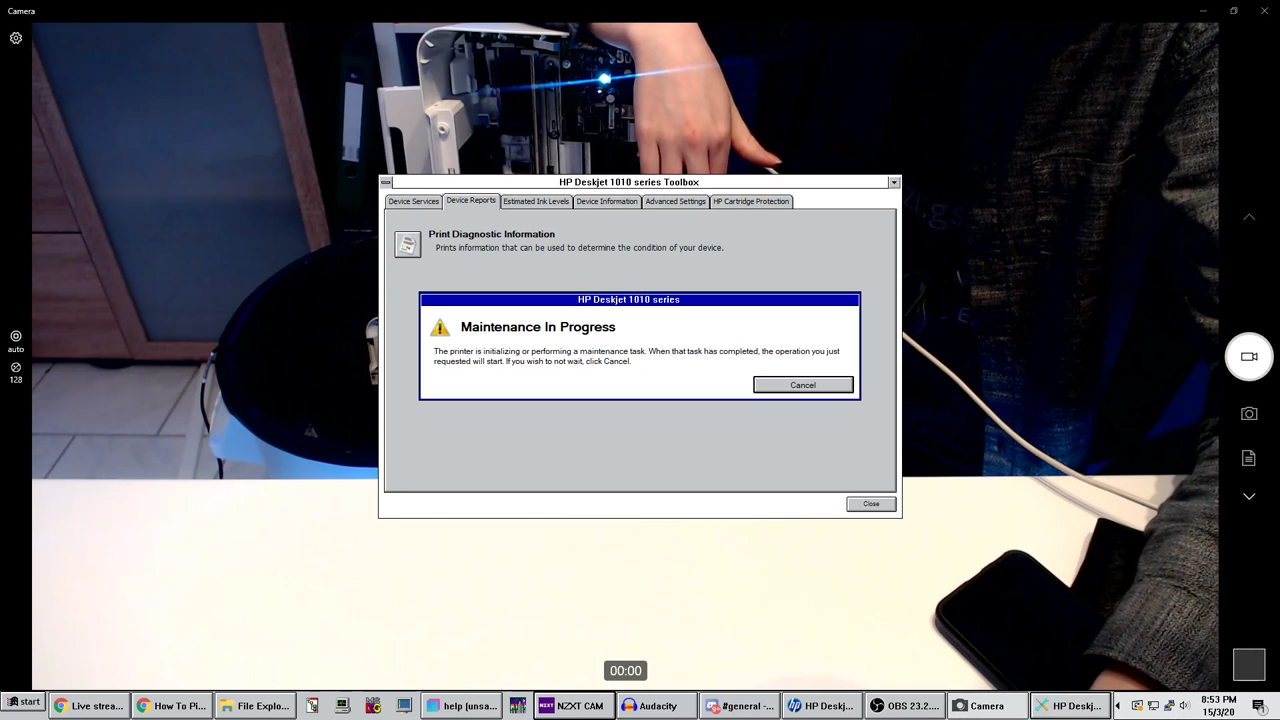 Camera
HP Deskjet 1010 series Toolbox
Device Services Device Reports Estimated Ink Levels Device Information Advanced Settings HP Cartridge Protection
Print Diagnostic Information
Prints information that can be used to determine the condition of your device.
HP Deskjet 1010 series
Maintenance In Progress
The printer is initializing or performing a maintenance task. When that task has completed, the operation you just
requested will start. If you wish to not wait, click Cancel.
Cancel
Close
auto
128
00:00
start Live strea... How To Pi... File Explo... help (unsa... NZXT CAM Audacity #general -... HP Deskj... OBS 23.2.... Camera HP Deskj...
8:53 PM
15/3/20